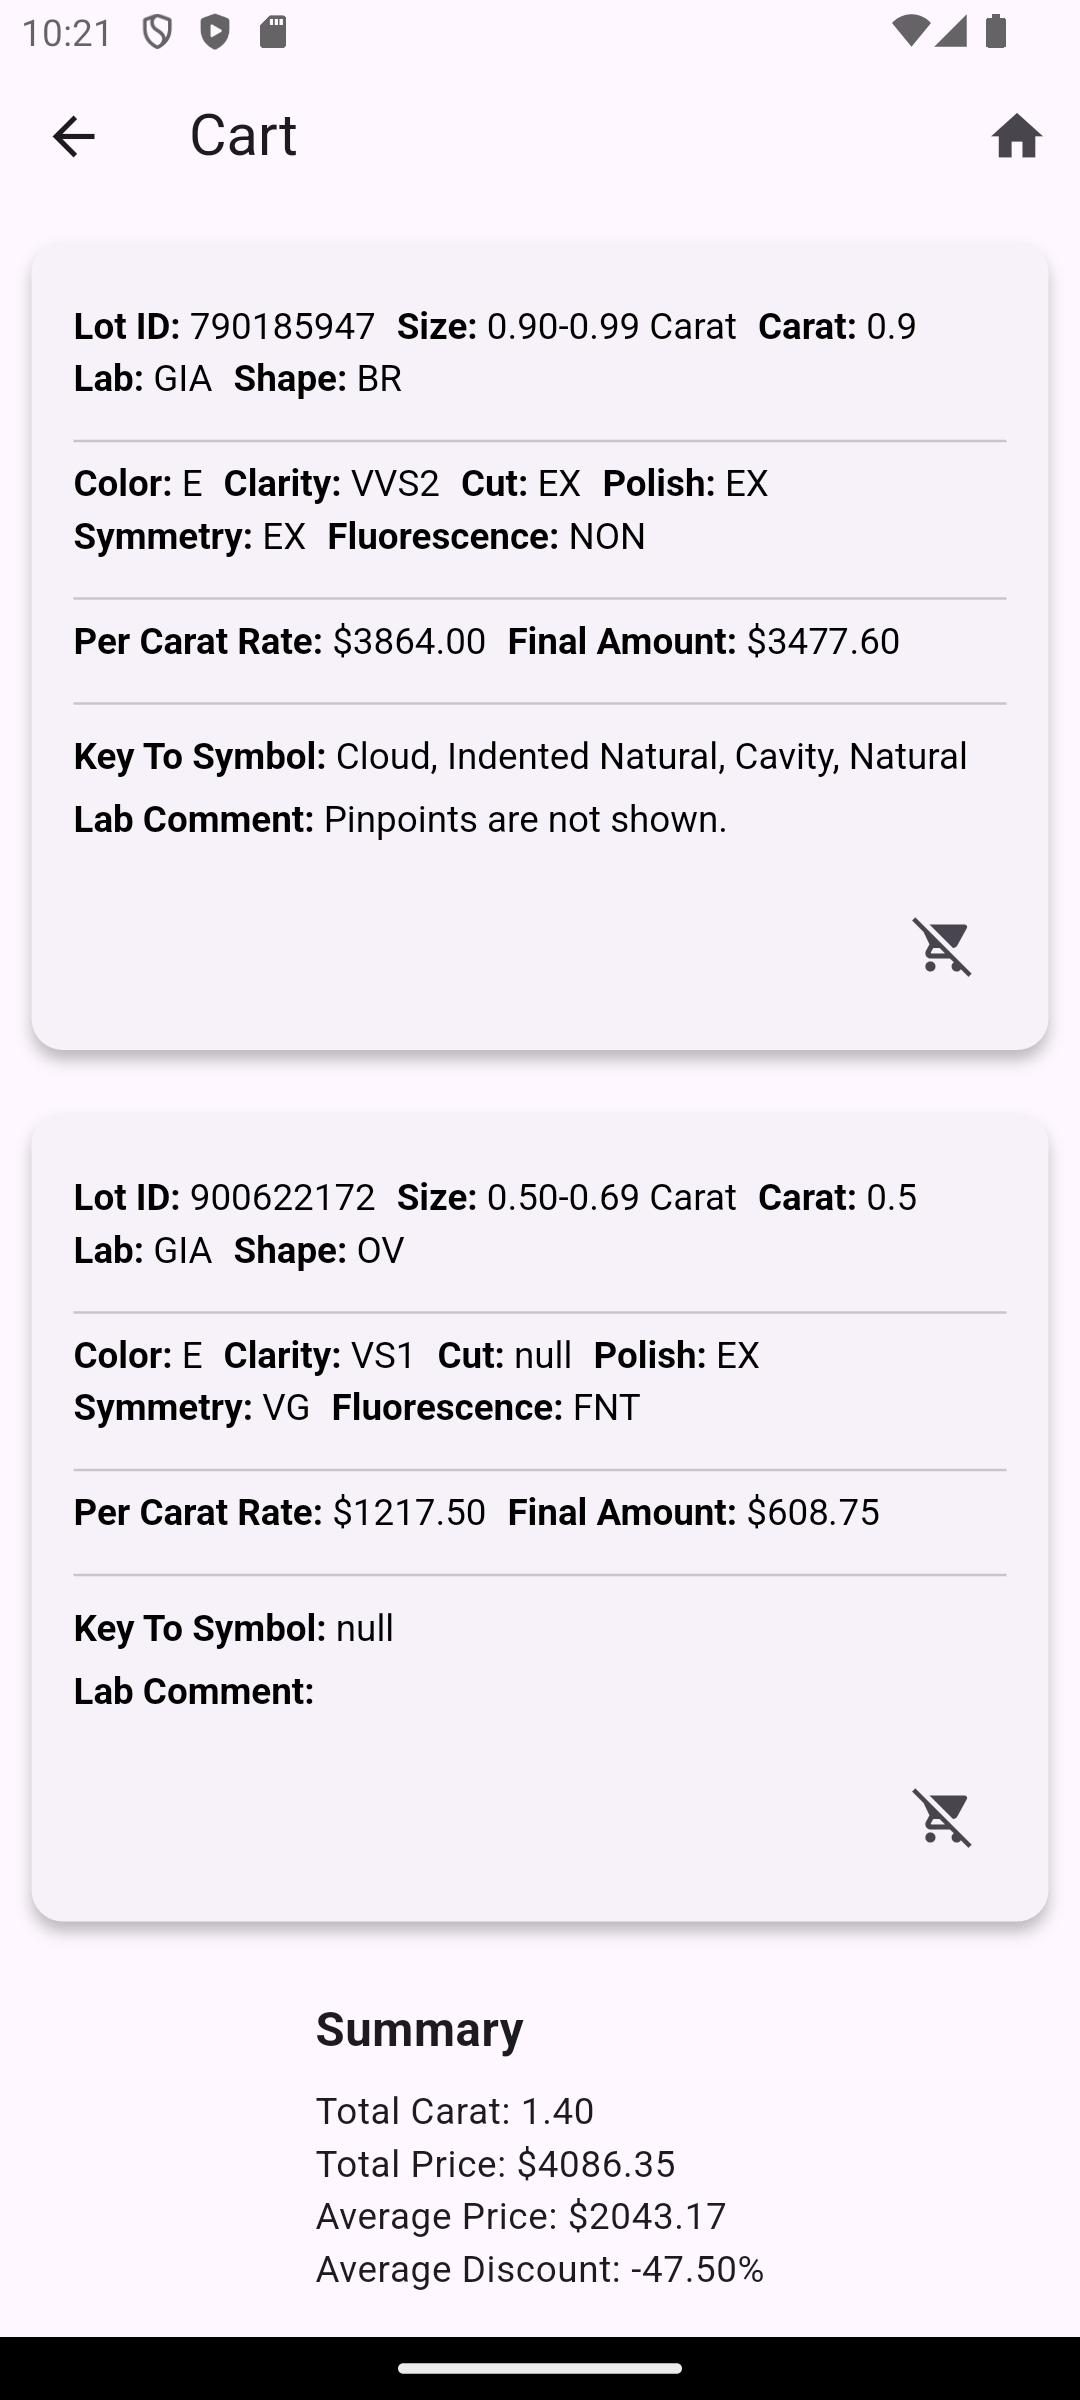 10:21
Cart
Lot ID: 790185947 Size: 0.90-0.99 Carat Carat: 0.9
Lab: GIA Shape: BR
Color: E Clarity: VVS2 Cut: EX Polish: EX
Symmetry: EX Fluorescence: NON
Per Carat Rate: $3864.00 Final Amount: $3477.60
Key To Symbol: Cloud, Indented Natural, Cavity, Natural
Lab Comment: Pinpoints are not shown.
Lot ID: 900622172 Size: 0.50-0.69 Carat Carat: 0.5
Lab: GIA Shape: OV
Color: E Clarity: VS1 Cut: null Polish: EX
Symmetry: VG Fluorescence: FNT
Per Carat Rate: $1217.50 Final Amount: $608.75
Key To Symbol: null
Lab Comment:
Summary
Total Carat: 1.40
Total Price: $4086.35
Average Price: $2043.17
Average Discount: -47.50%